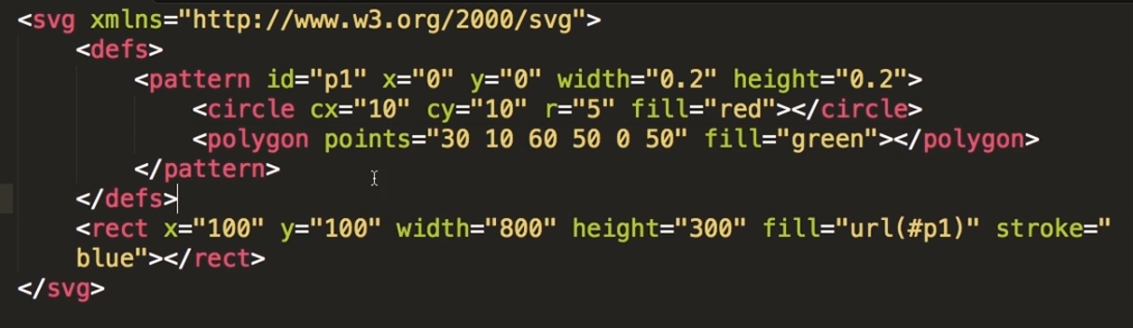 <svg xmlns="http://www.w3.org/2000/svg">
<defs>
<pattern id="p1" x="0" y="0" width="0.2" height="0.2">
<circle cx="10" cy="10" r="5" fill="red"></circle>
<polygon points="30 10 60 50 0 50" fill="green"></polygon>
</pattern>
</defs>
<rect x="100" y="100" width="800" height="300" fill="url(#p1)" stroke="
blue"></rect>
</svg>